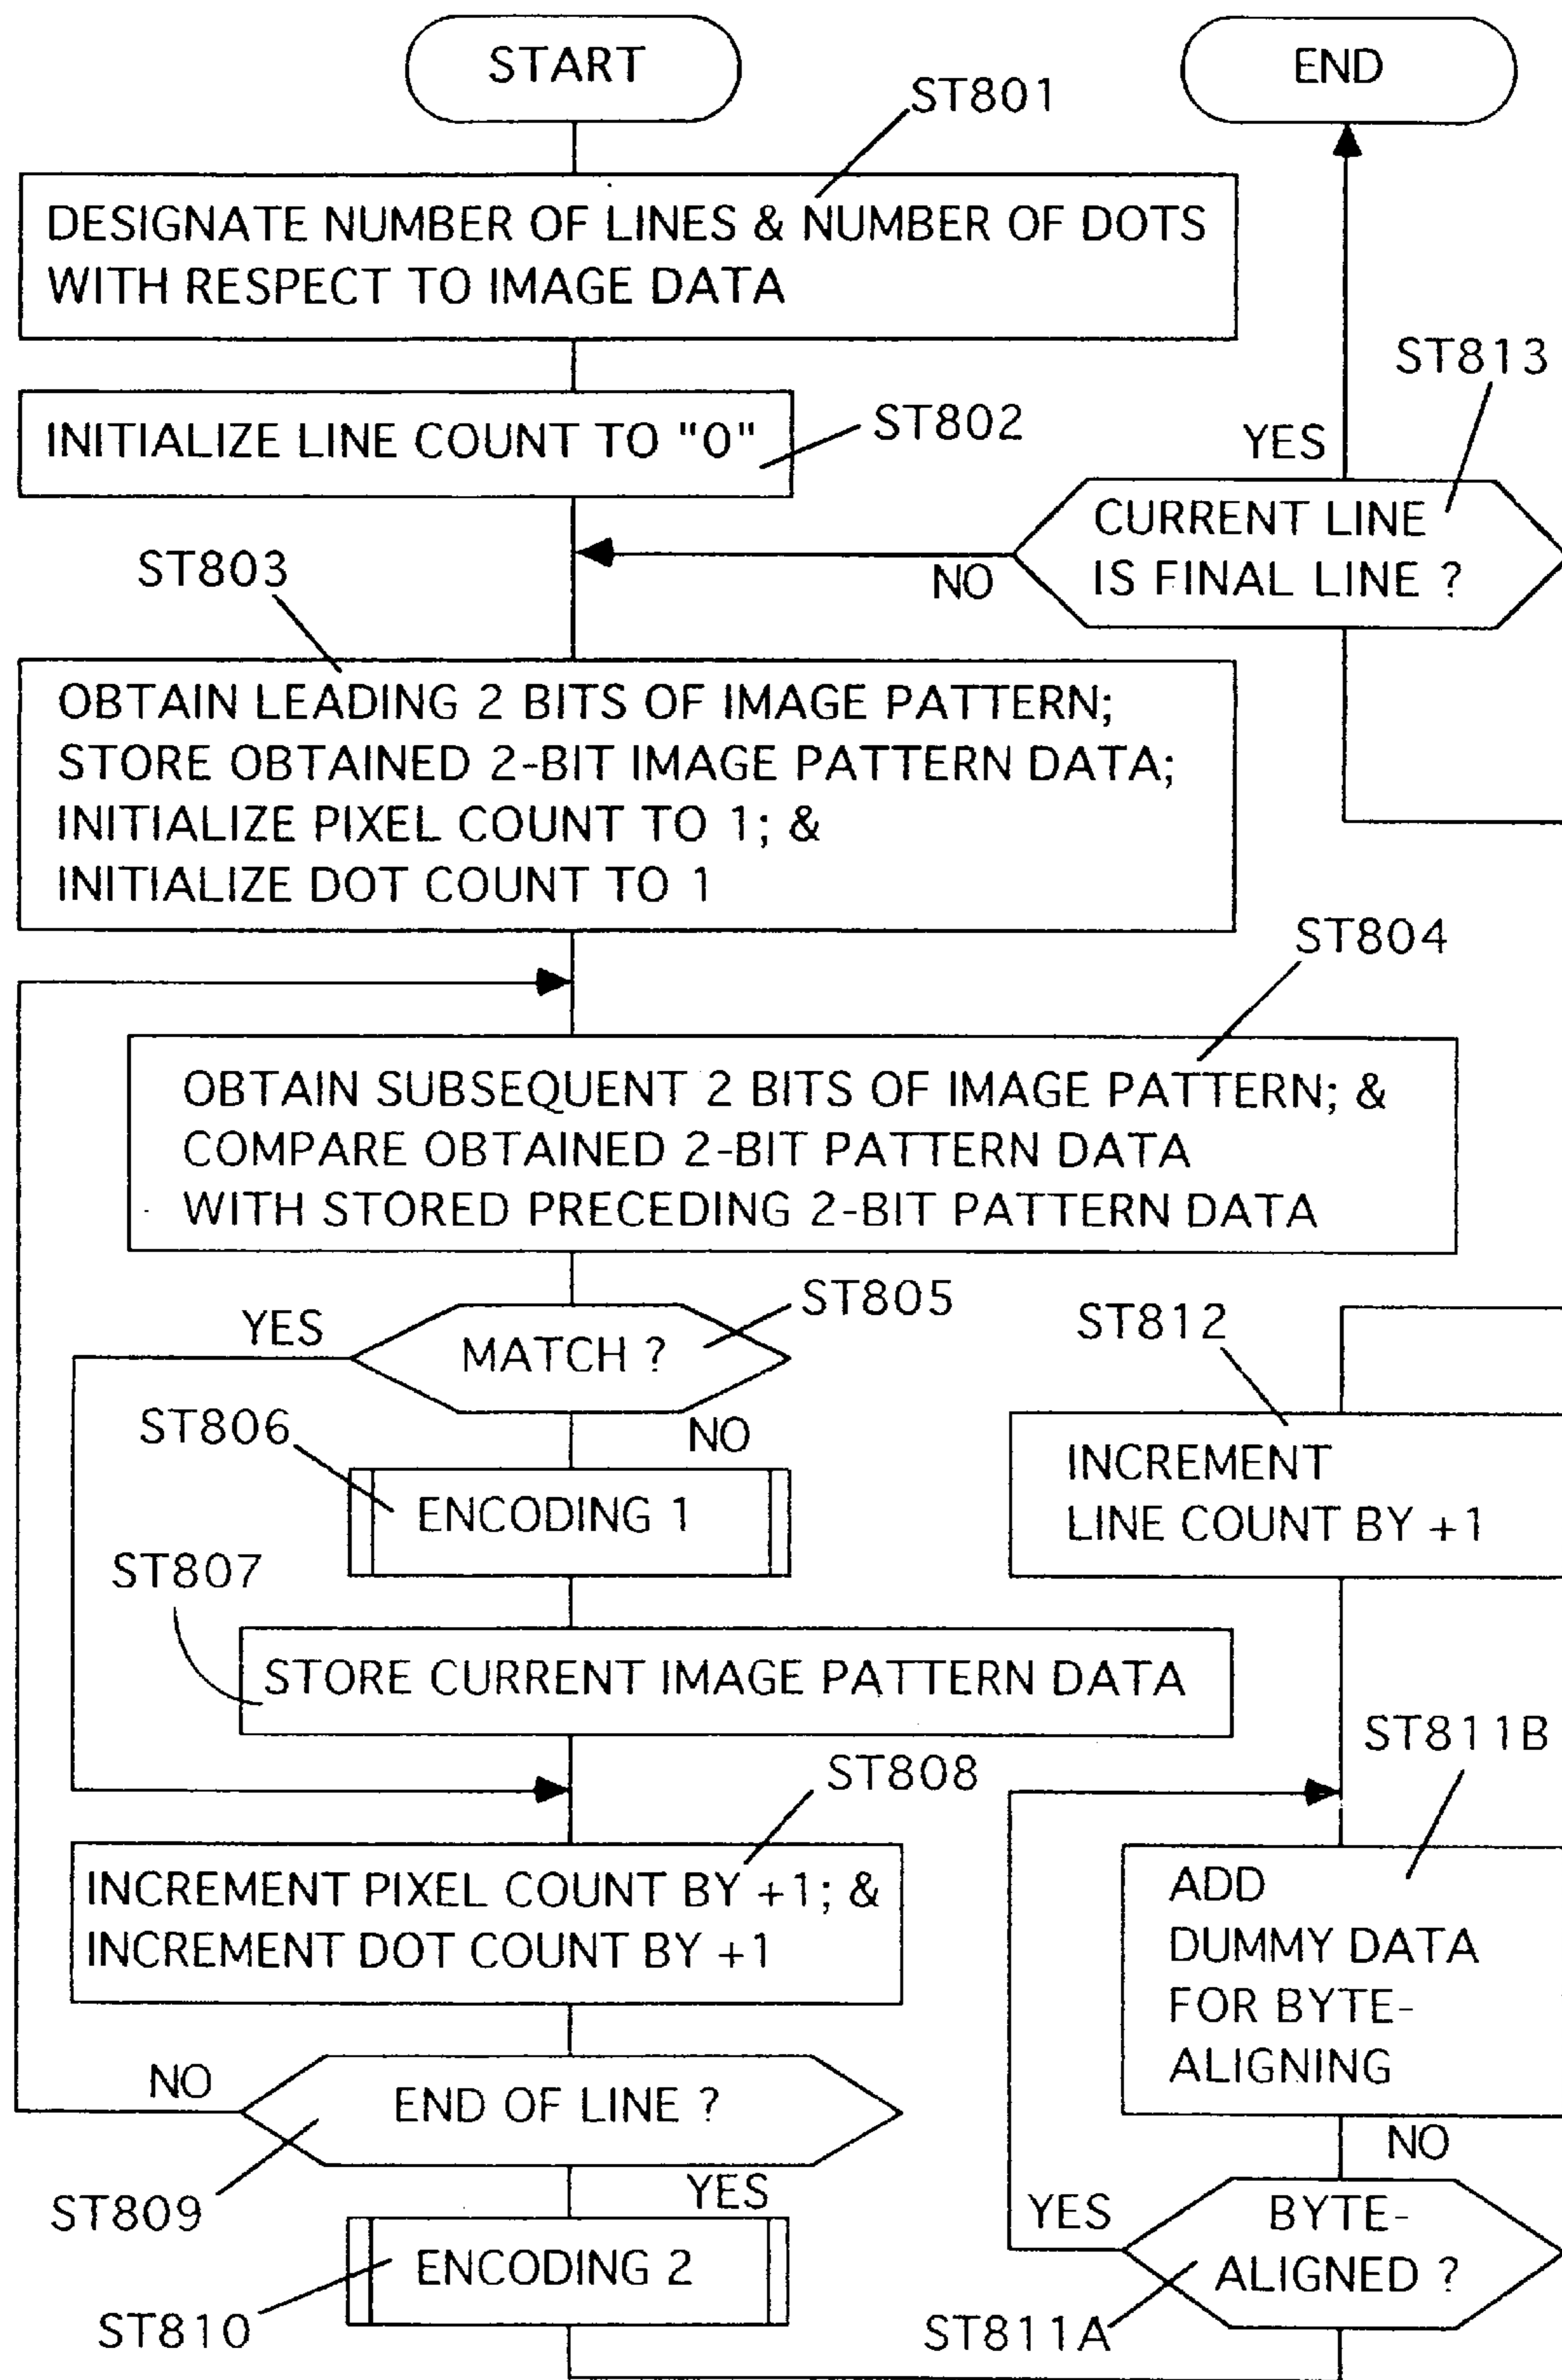 START
ST801
DESIGNATE NUMBER OF LINES & NUMBER OF DOTS
WITH RESPECT TO IMAGE DATA
INITIALIZE LINE COUNT TO "0"
ST802
ST803
OBTAIN LEADING 2 BITS OF IMAGE PATTERN;
STORE OBTAINED 2-BIT IMAGE PATTERN DATA;
INITIALIZE PIXEL COUNT TO 1; &
INITIALIZE DOT COUNT TO 1
ST804
OBTAIN SUBSEQUENT 2 BITS OF IMAGE PATTERN; &
COMPARE OBTAINED 2-BIT PATTERN DATA
WITH STORED PRECEDING 2-BIT PATTERN DATA
ST805
YES
MATCH ?
NO
ST806
ENCODING 1
ST807
STORE CURRENT IMAGE PATTERN DATA
ST808
INCREMENT PIXEL COUNT BY +1; &
INCREMENT DOT COUNT BY +1
NO
END OF LINE ?
ST809
YES
ENCODING 2
ST810
YES
BYTE-
ALIGNED ?
ST811A
NO
ST811B
ADD
DUMMY DATA
FOR BYTE-
ALIGNING
ST812
INCREMENT
LINE COUNT BY +1
ST813
YES
CURRENT LINE
IS FINAL LINE ?
NO
END